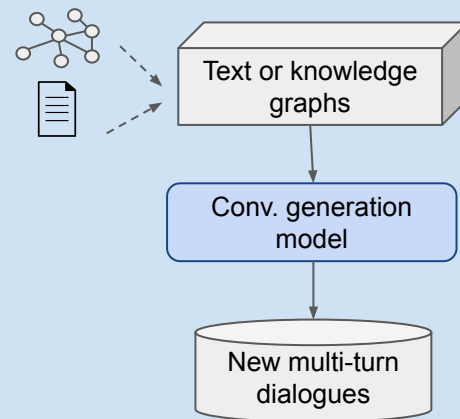 Text or knowledge
graphs
Conv. generation
model
New multi-turn
dialogues